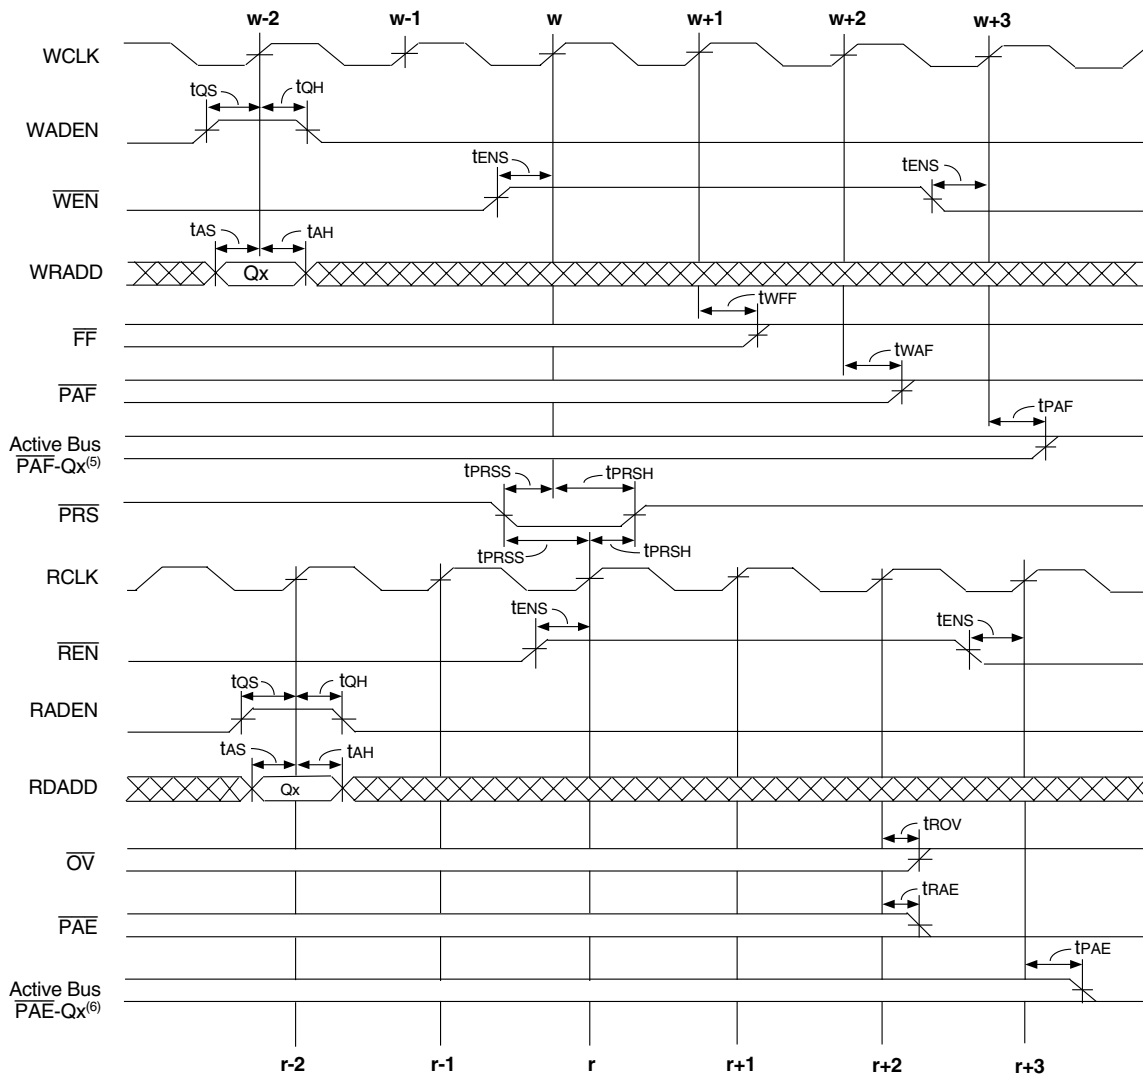 w-2 w-1 w w+1 w+2 w+3
WCLK
tQS tQH
WADEN
tENS tENS
WEN
tAS tAH
WRADD Qx
tWFF
FF
tWAF
PAF
tPAF
Active Bus
PAF-Qx(5)
tPRSS tPRSH
PRS
tPRSS tPRSH
RCLK
tENS tENS
REN
tQS tQH
RADEN
tAS tAH
RDADD Qx
tROV
OV
tRAE
PAE
tPAE
Active Bus
PAE-Qx(6)
r-2 r-1 r r+1 r+2 r+3